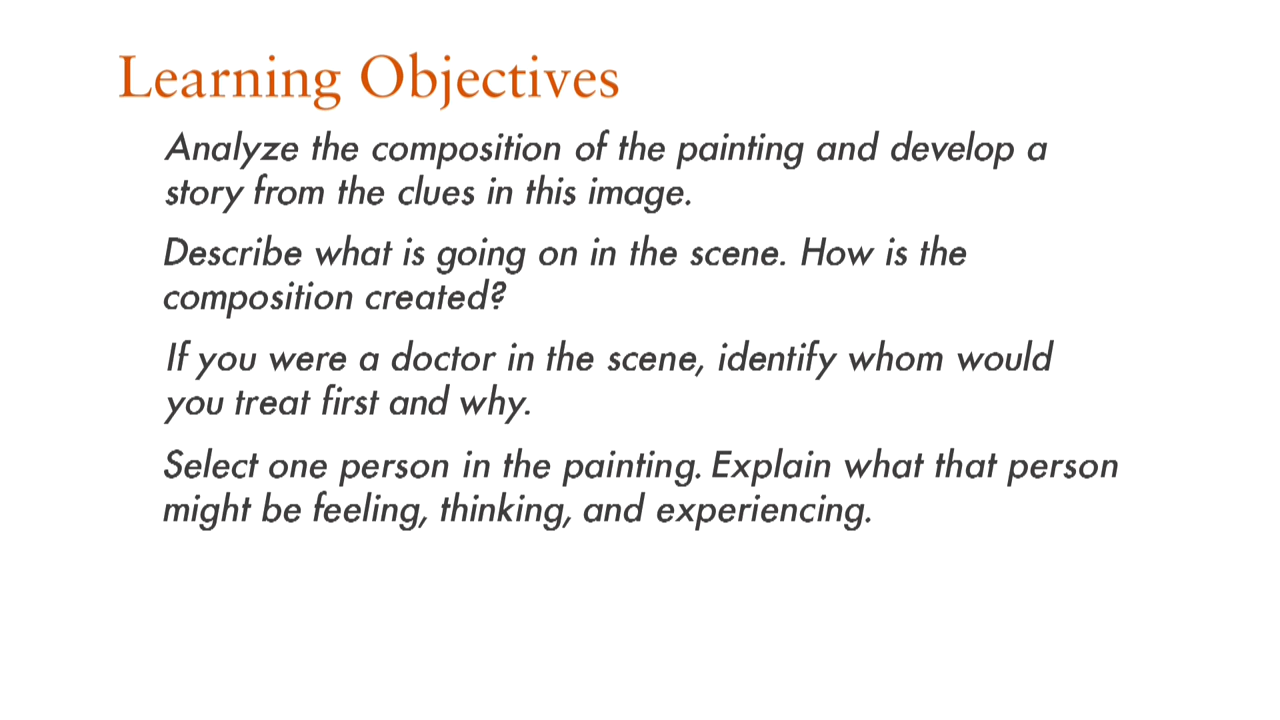 Learning Objectives
Analyze the composition of the painting and develop a
story from the clues in this image.
Describe what is going on in the scene. How is the
composition created?
If you were a doctor in the scene, identify whom would
you treat first and why.
Select one person in the painting. Explain what that person
might be feeling, thinking, and experiencing.